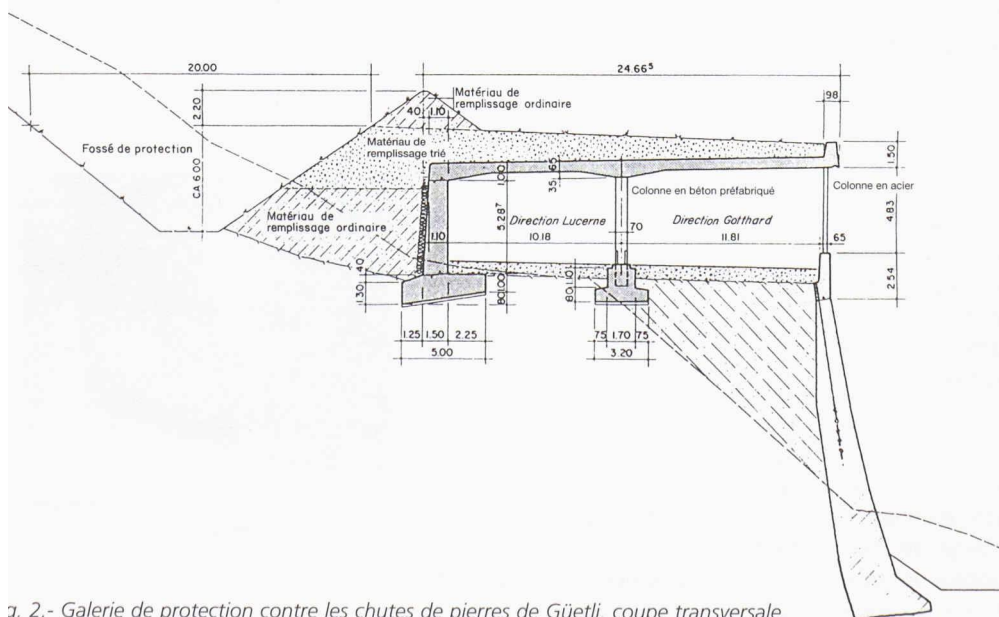 20.00
24.66⁵
2.20
Matériau de
remplissage ordinaire
98
40
1.10
Fossé de protection
CA 6.00
Matériau de
remplissage trié
1.00
65
35
1.50
Colonne en béton préfabriqué
Colonne en acier
Matériau de
remplissage ordinaire
5.28⁷
Direction Lucerne
70
Direction Gotthard
4.83
1.10
10.18
11.81
65
40
1.30
80
1.00
80
1.10
2.54
1.25
1.50
2.25
75
1.70
75
5.00
3.20
2.- Galerie de protection contre les chutes de pierres de Güetli, coupe transversale